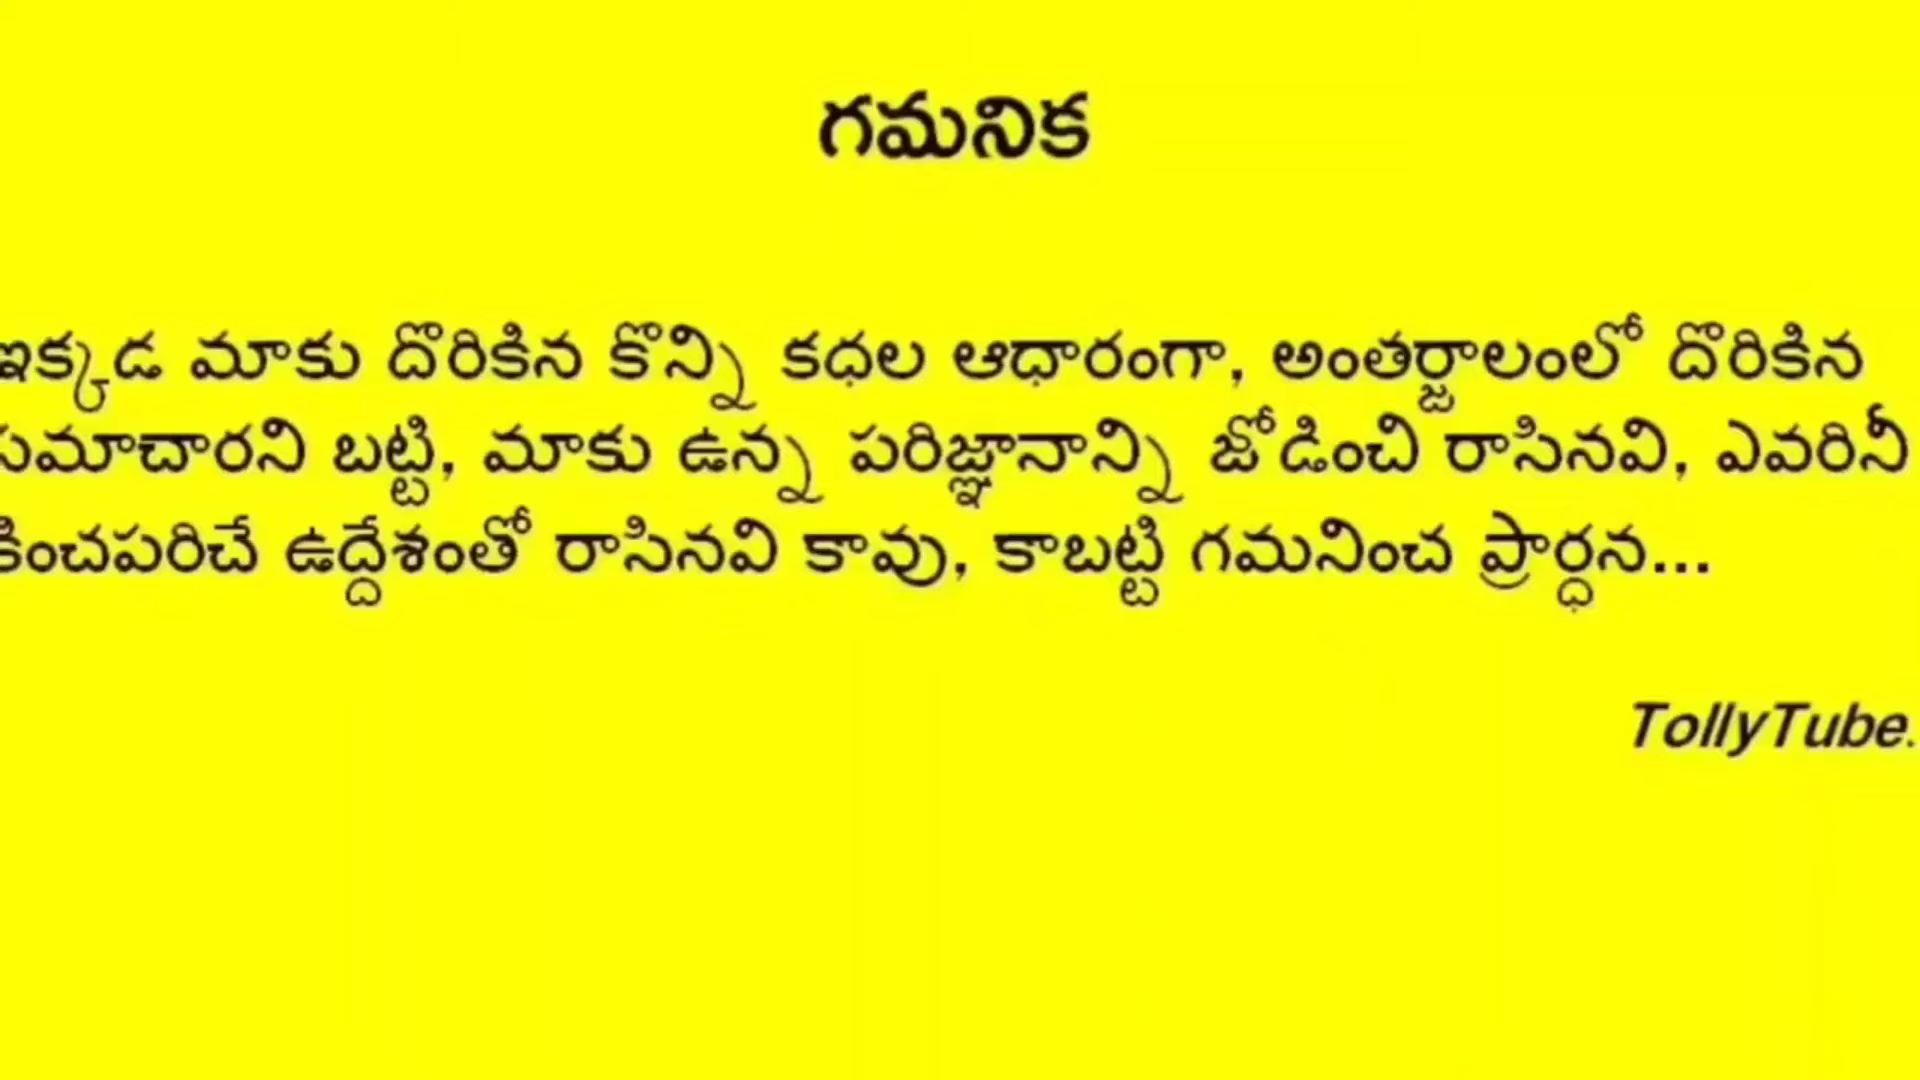 గమనిక
ఇక్కడ మాకు దొరికిన కొన్ని కధల ఆధారంగా, అంతర్జాలంలో దొరికిన
సమాచారని బట్టి, మాకు ఉన్న పరిజ్ఞానాన్ని జోడించి రాసినవి, ఎవరినీ
కించపరిచే ఉద్దేశంతో రాసినవి కావు, కాబట్టి గమనించ ప్రార్ధన...
TollyTube.